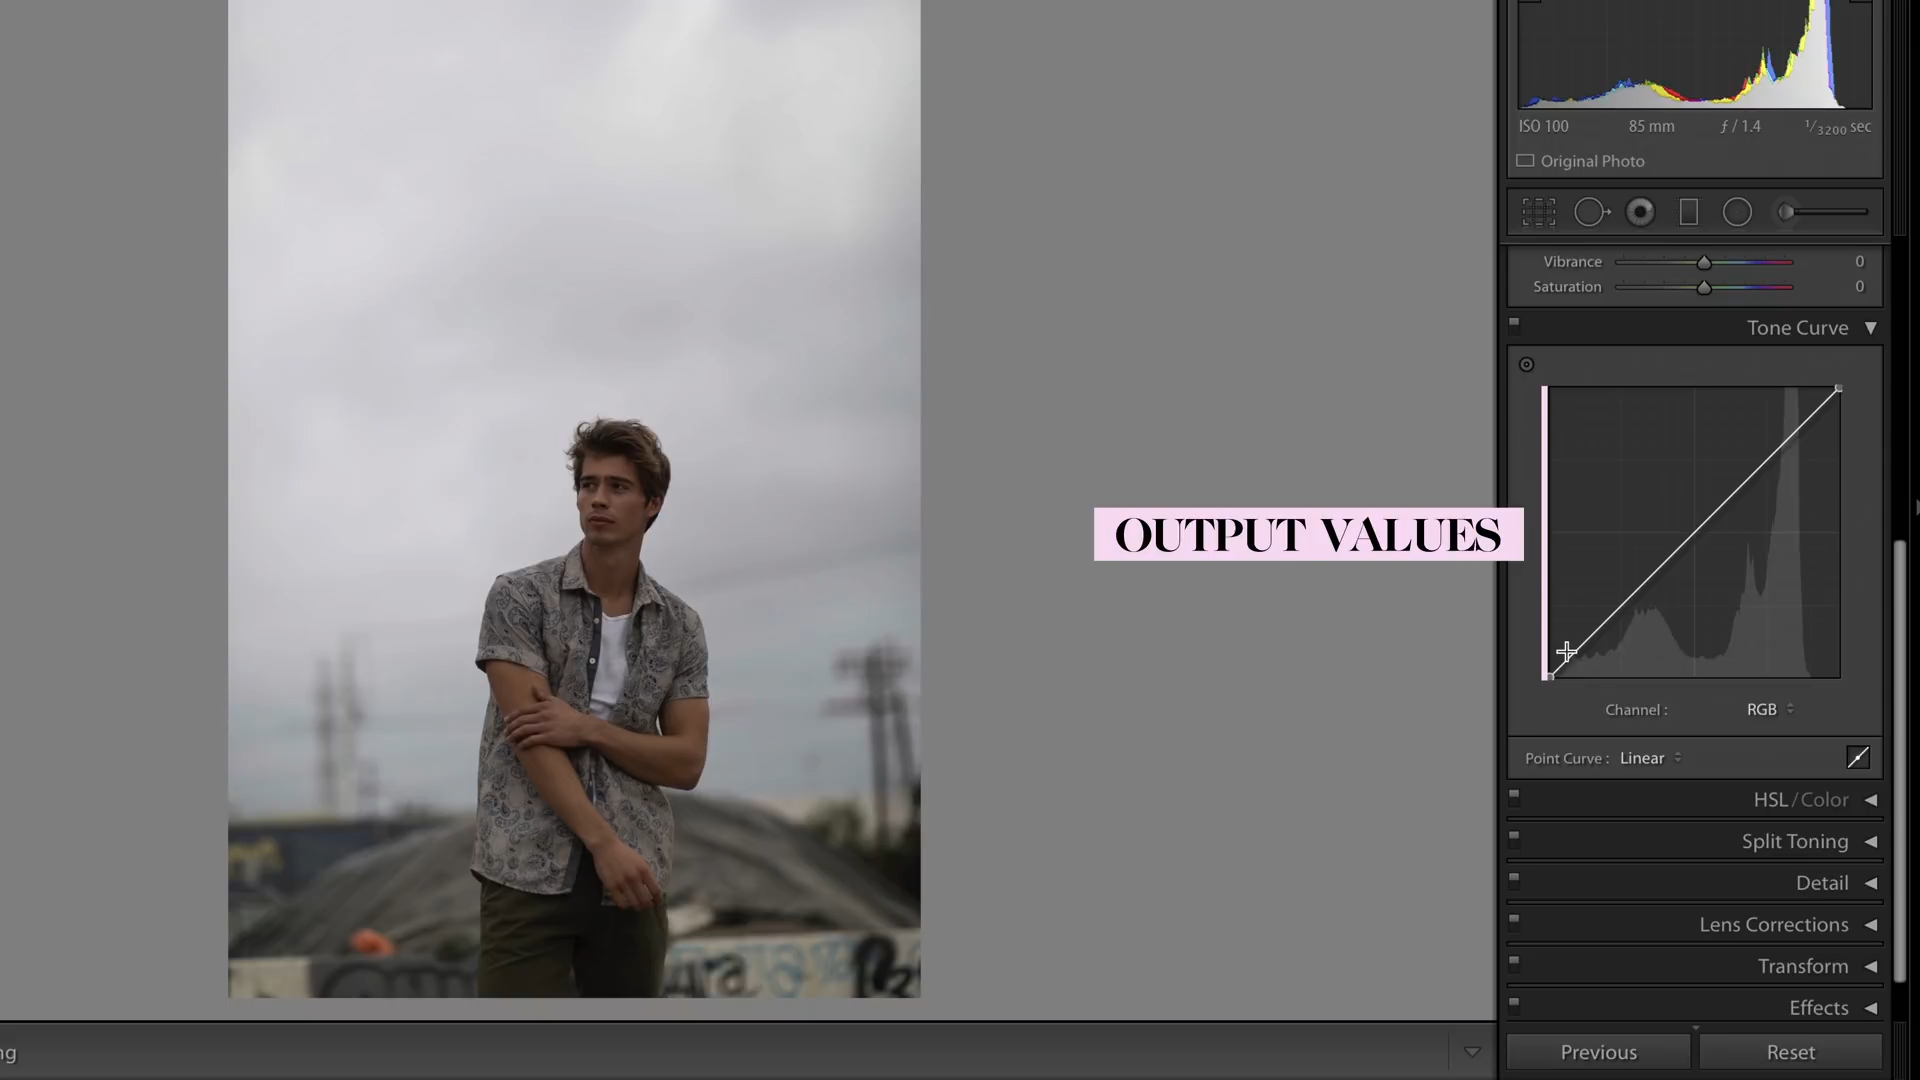 ISO 100 85 mm ƒ / 1.4 1/3200 sec
Original Photo
Vibrance 0
Saturation 0
Tone Curve
OUTPUT VALUES
Channel : RGB
Point Curve : Linear
HSL / Color
Split Toning
Detail
Lens Corrections
Transform
Effects
ng
Previous Reset